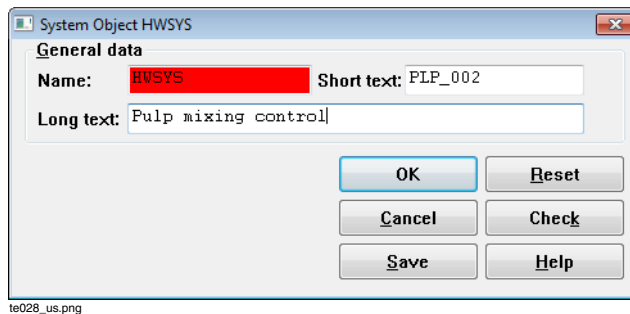 System Object HWSYS
General data
Name: HWSYS Short text: PLP_002
Long text: Pulp mixing control
OK Reset
Cancel Check
Save Help
te028_us.png